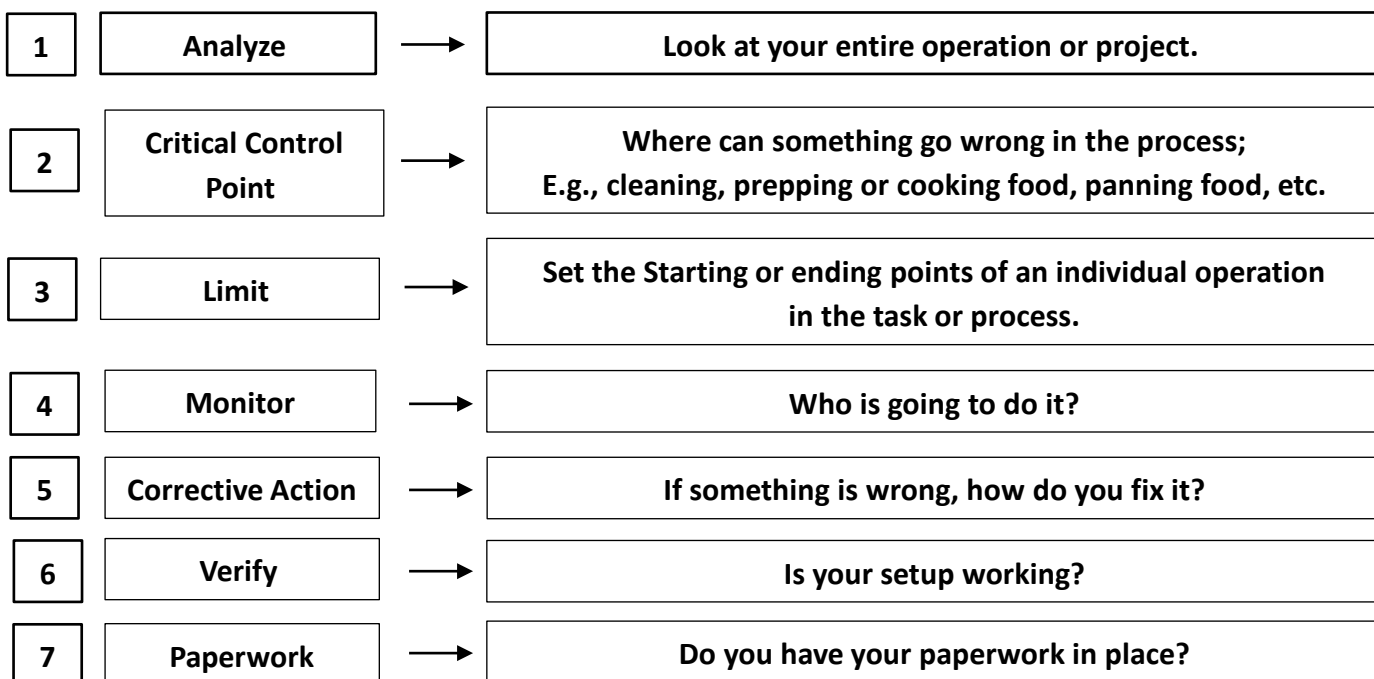 1 Analyze Look at your entire operation or project.
2 Critical Control Point Where can something go wrong in the process;
E.g., cleaning, prepping or cooking food, panning food, etc.
3 Limit Set the Starting or ending points of an individual operation
in the task or process.
4 Monitor Who is going to do it?
5 Corrective Action If something is wrong, how do you fix it?
6 Verify Is your setup working?
7 Paperwork Do you have your paperwork in place?